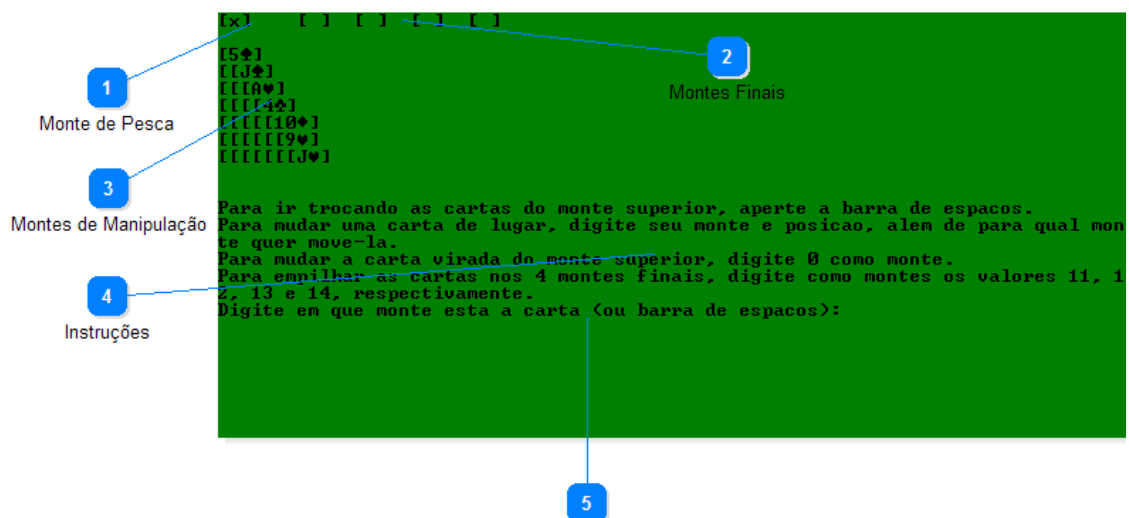 [x] [ ] [ ] [ ] [ ]
[5♠]
[[J♠]
[[[A♥]
[[[[4♣]
[[[[[10♦]
[[[[[[9♥]
[[[[[[[J♥]
Para ir trocando as cartas do monte superior, aperte a barra de espacos.
Para mudar uma carta de lugar, digite seu monte e posicao, alem de para qual mon
te quer move-la.
Para mudar a carta virada do monte superior, digite 0 como monte.
Para empilhar as cartas nos 4 montes finais, digite como montes os valores 11, 1
2, 13 e 14, respectivamente.
Digite em que monte esta a carta (ou barra de espacos):
1
Monte de Pesca
2
Montes Finais
3
Montes de Manipulação
4
Instruções
5